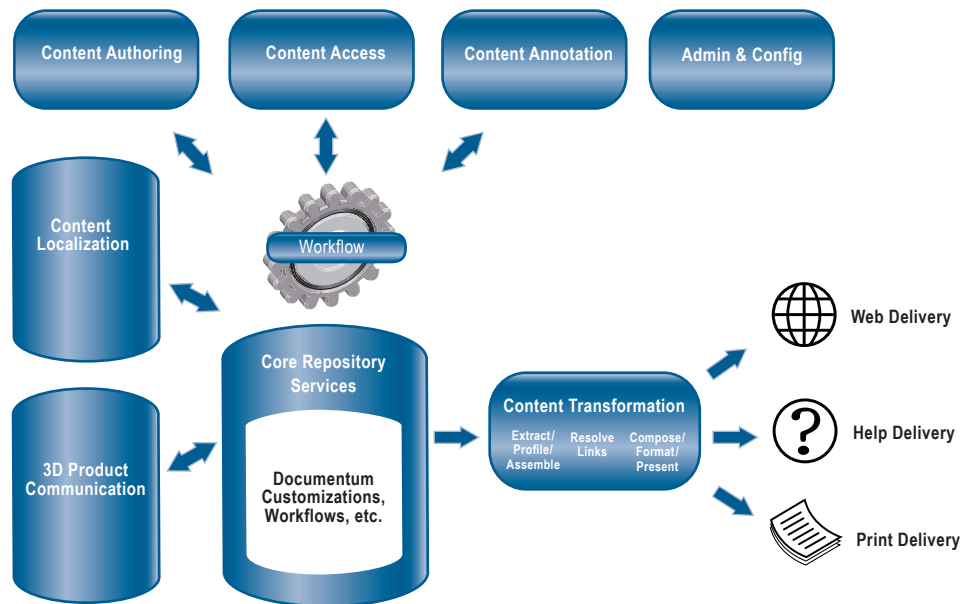 Content Authoring
Content Access
Content Annotation
Admin & Config
Content
Localization
Workflow
Core Repository
Services
Documentum
Customizations,
Workflows, etc.
3D Product
Communication
Content Transformation
Extract/
Profile/
Assemble
Resolve
Links
Compose/
Format/
Present
Web Delivery
Help Delivery
Print Delivery